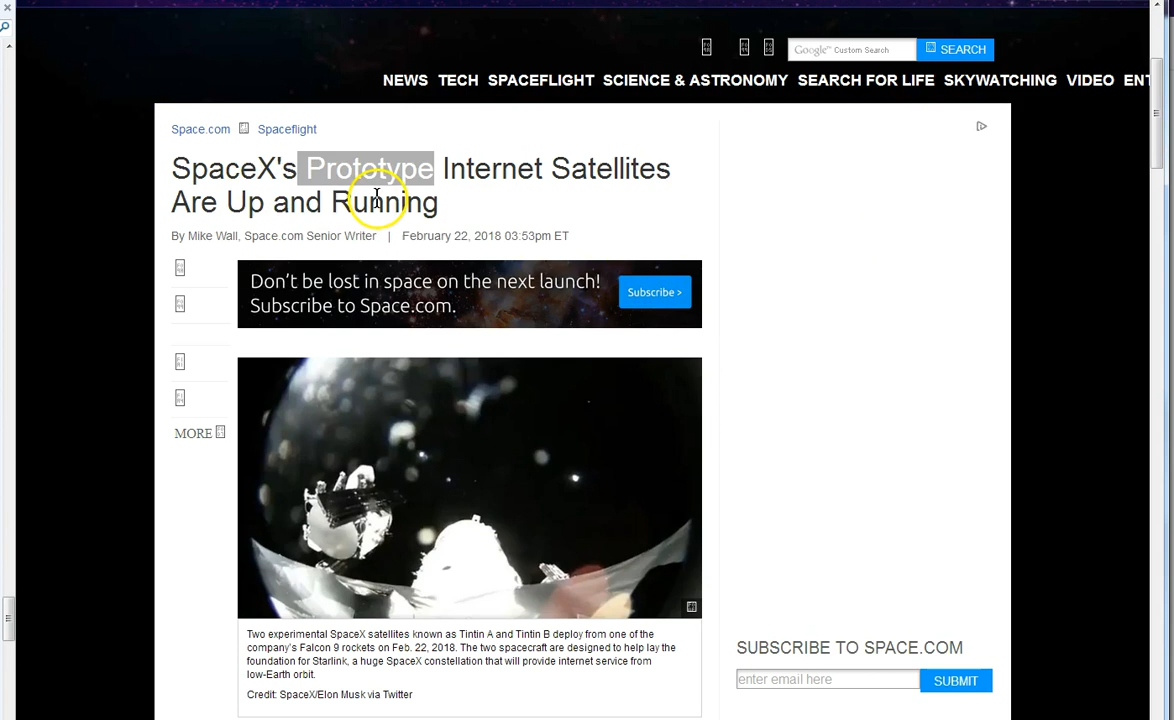 Google™ Custom Search
SEARCH
NEWS TECH SPACEFLIGHT SCIENCE & ASTRONOMY SEARCH FOR LIFE SKYWATCHING VIDEO ENT
Space.com Spaceflight
SpaceX's Prototype Internet Satellites
Are Up and Running
By Mike Wall, Space.com Senior Writer | February 22, 2018 03:53pm ET
Don't be lost in space on the next launch!
Subscribe to Space.com.
Subscribe >
MORE
Two experimental SpaceX satellites known as Tintin A and Tintin B deploy from one of the
company's Falcon 9 rockets on Feb. 22, 2018. The two spacecraft are designed to help lay the
foundation for Starlink, a huge SpaceX constellation that will provide internet service from
low-Earth orbit.
Credit: SpaceX/Elon Musk via Twitter
SUBSCRIBE TO SPACE.COM
enter email here
SUBMIT